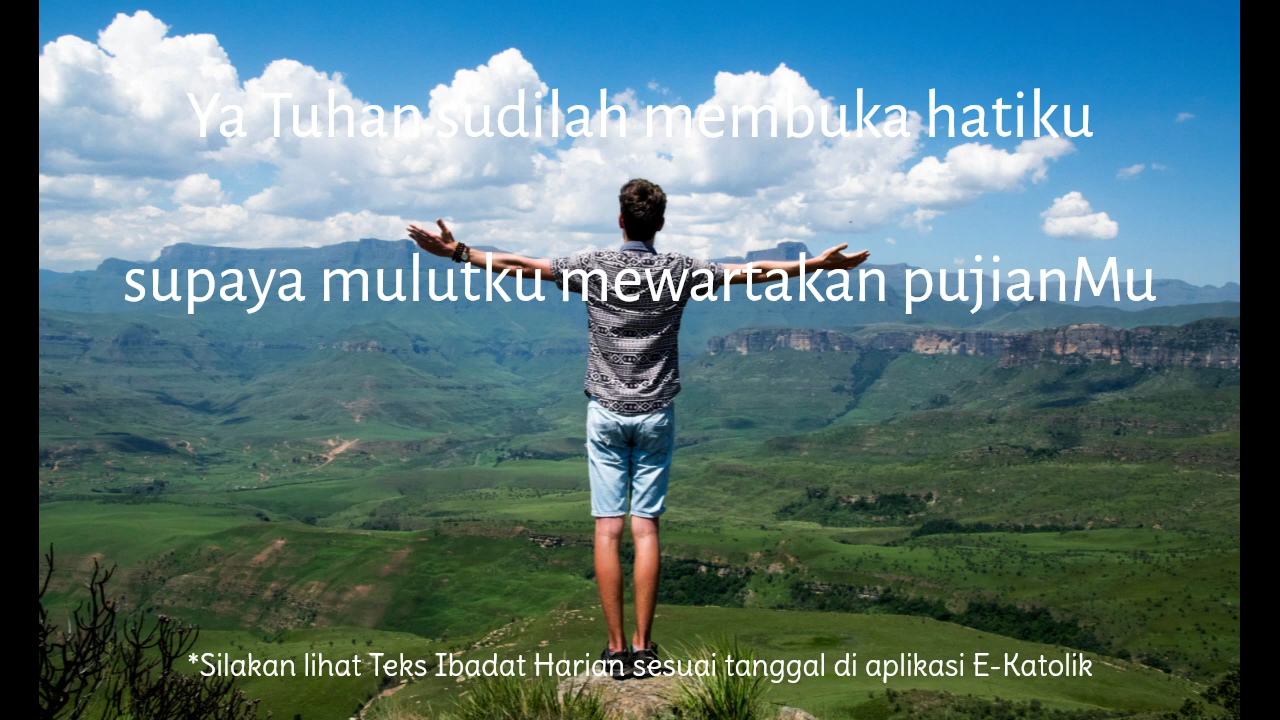 Ya Tuhan sudilah membuka hatiku
supaya mulutku mewartakan pujianMu
*Silakan lihat Teks Ibadat Harian sesuai tanggal di aplikasi E-Katolik